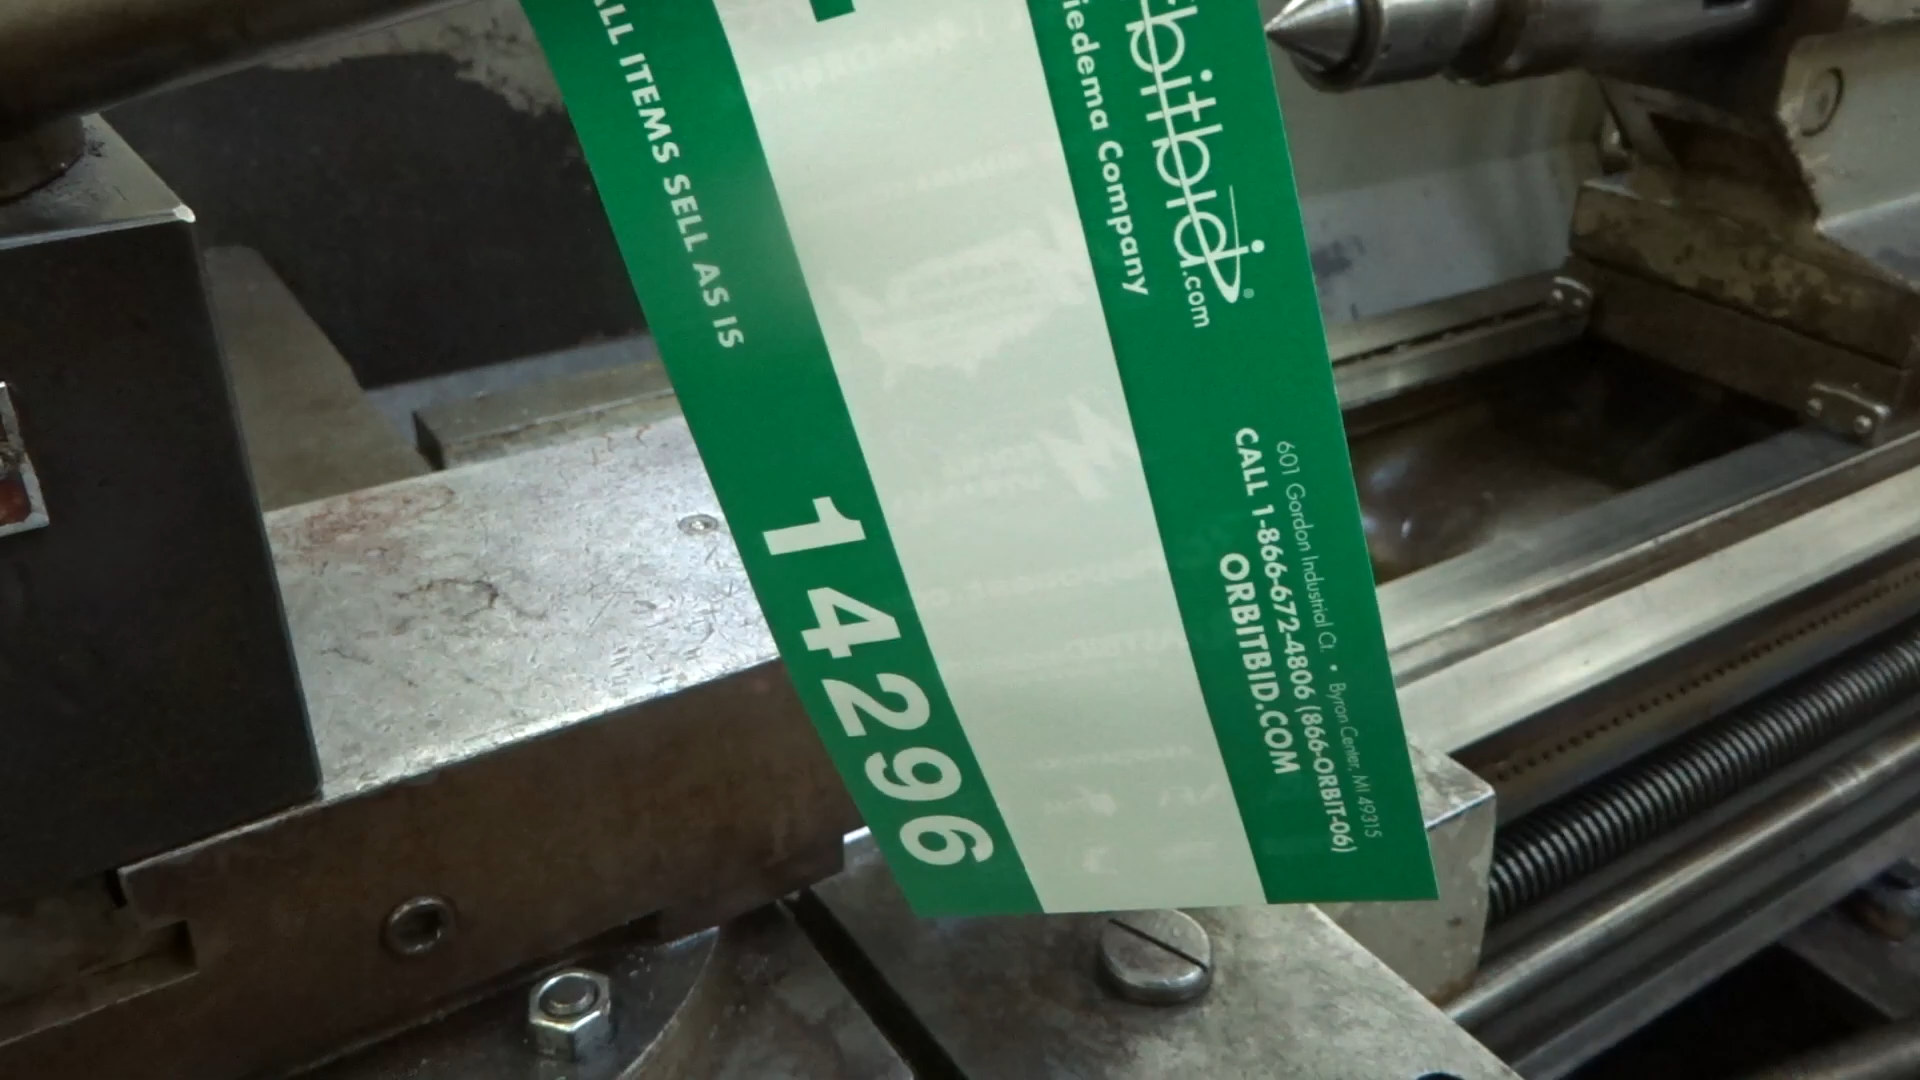 orbitbid.com®
iedema Company
601 Gordon Industrial Ct. • Byron Center, MI 49315
CALL 1-866-672-4806 (866-ORBIT-06)
ORBITBID.COM
ALL ITEMS SELL AS IS
14296